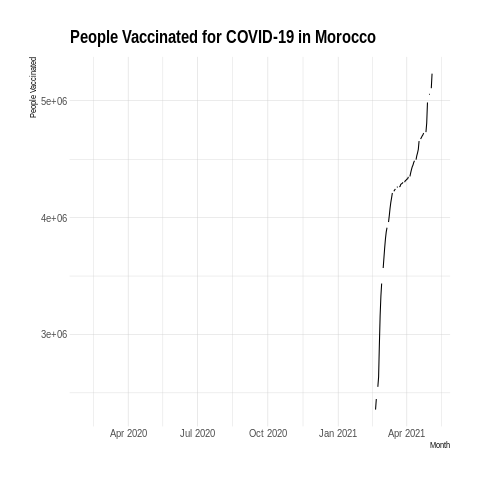 People Vaccinated for COVID-19 in Morocco
People Vaccinated
5e+06
4e+06
3e+06
Apr 2020 Jul 2020 Oct 2020 Jan 2021 Apr 2021
Month